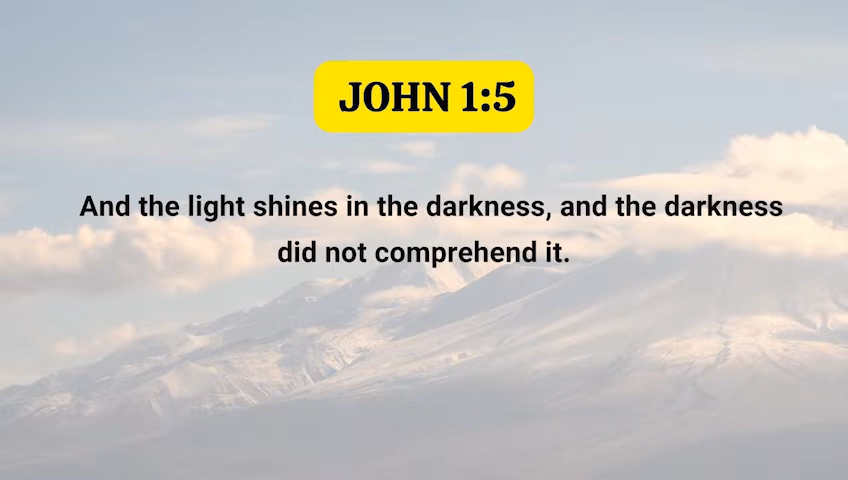 JOHN 1:5
And the light shines in the darkness, and the darkness
did not comprehend it.